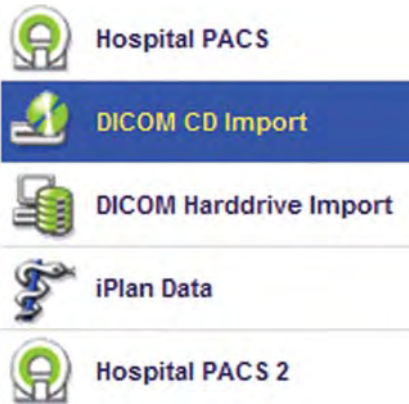 Hospital PACS
DICOM CD Import
DICOM Harddrive Import
iPlan Data
Hospital PACS 2